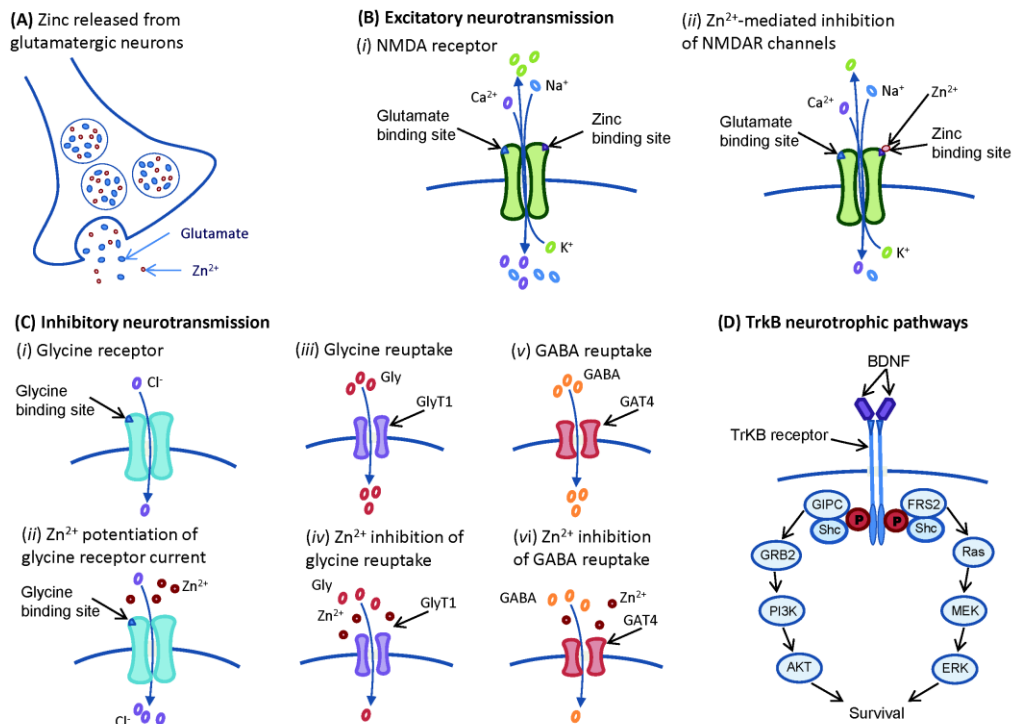 (A) Zinc released from
glutamatergic neurons
Glutamate
Zn²⁺
(B) Excitatory neurotransmission
(i) NMDA receptor
Ca²⁺
Na⁺
Glutamate
binding site
Zinc
binding site
K⁺
(ii) Zn²⁺-mediated inhibition
of NMDAR channels
Ca²⁺
Na⁺
Zn²⁺
Glutamate
binding site
Zinc
binding site
K⁺
(C) Inhibitory neurotransmission
(i) Glycine receptor
Cl⁻
Glycine
binding site
(ii) Zn²⁺ potentiation of
glycine receptor current
Zn²⁺
Glycine
binding site
Cl⁻
(iii) Glycine reuptake
Gly
GlyT1
(iv) Zn²⁺ inhibition of
glycine reuptake
Gly
Zn²⁺
GlyT1
(v) GABA reuptake
GABA
GAT4
(vi) Zn²⁺ inhibition
of GABA reuptake
GABA
Zn²⁺
GAT4
(D) TrkB neurotrophic pathways
BDNF
TrKB receptor
GIPC
Shc
P
P
FRS2
Shc
GRB2
Ras
PI3K
MEK
AKT
ERK
Survival